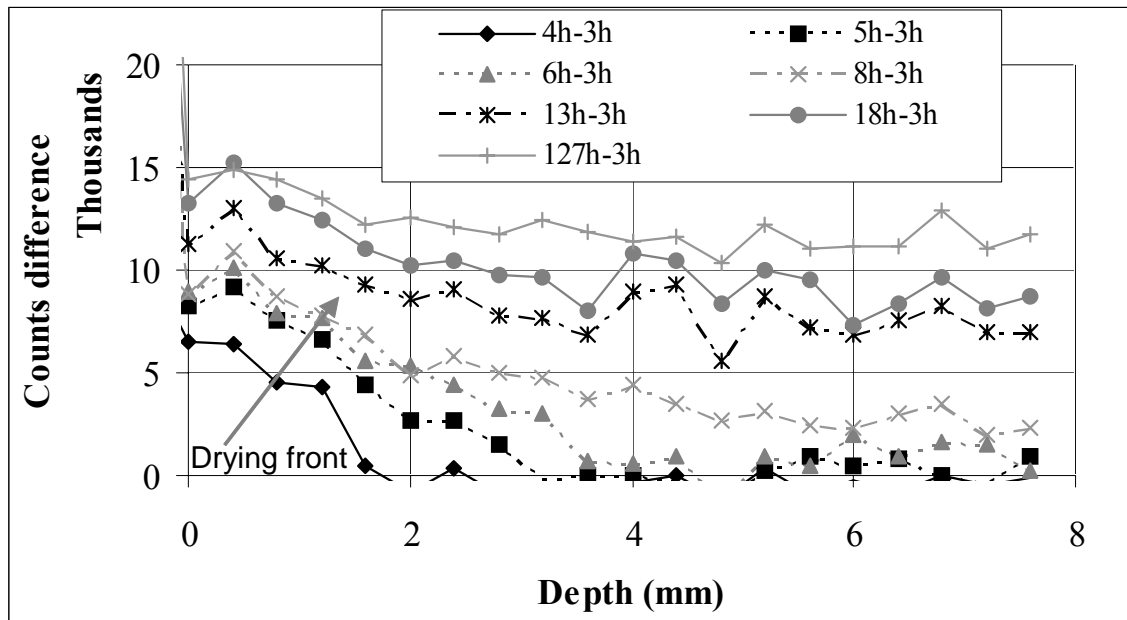 4h-3h 5h-3h
6h-3h 8h-3h
13h-3h 18h-3h
127h-3h
Counts difference
Thousands
20
15
10
5
0
Drying front
0 2 4 6 8
Depth (mm)